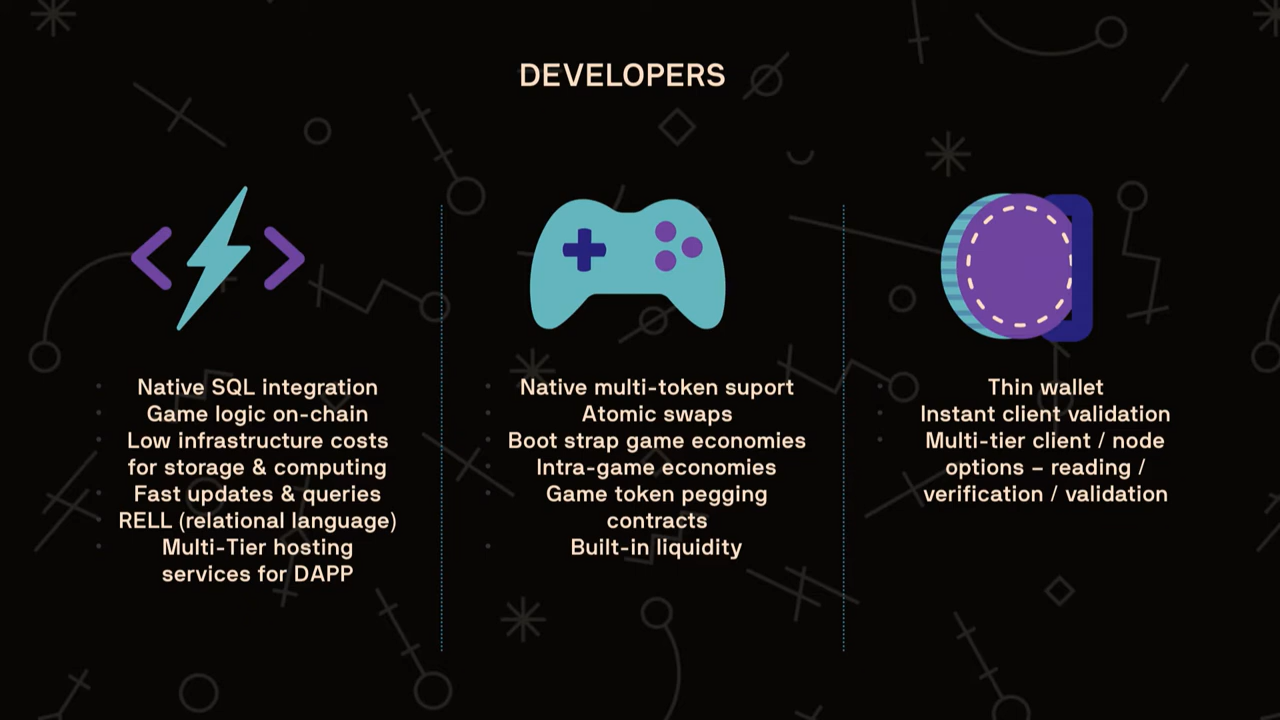 DEVELOPERS
Native SQL integration
Game logic on-chain
Low infrastructure costs
for storage & computing
Fast updates & queries
RELL (relational language)
Multi-Tier hosting
services for DAPP
Native multi-token suport
Atomic swaps
Boot strap game economies
Intra-game economies
Game token pegging
contracts
Built-in liquidity
Thin wallet
Instant client validation
Multi-tier client / node
options – reading /
verification / validation